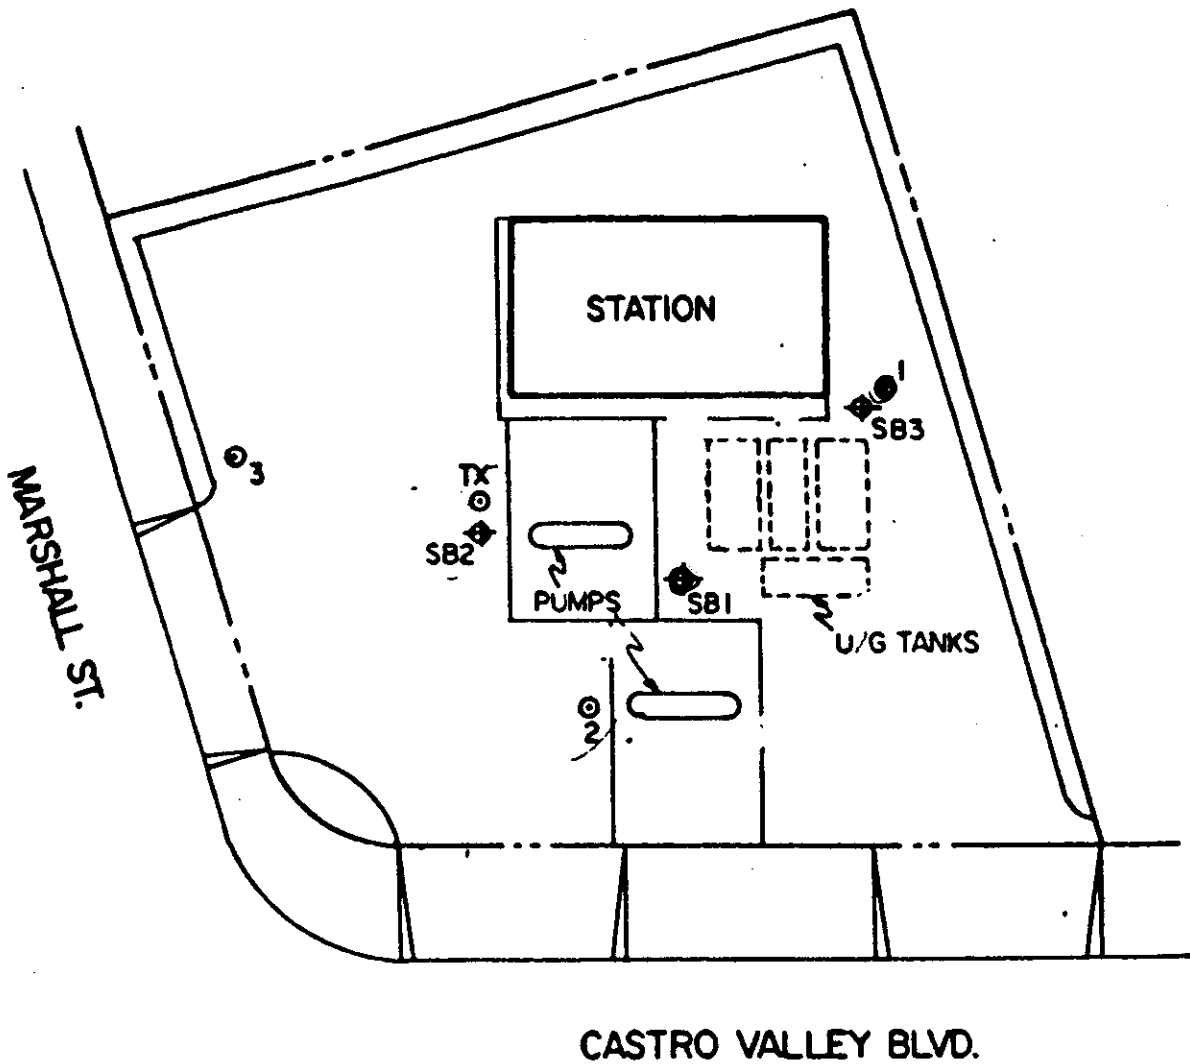 STATION
1
SB3
3
TX
SB2
PUMPS
SB1
U/G TANKS
2
MARSHALL ST.
CASTRO VALLEY BLVD.